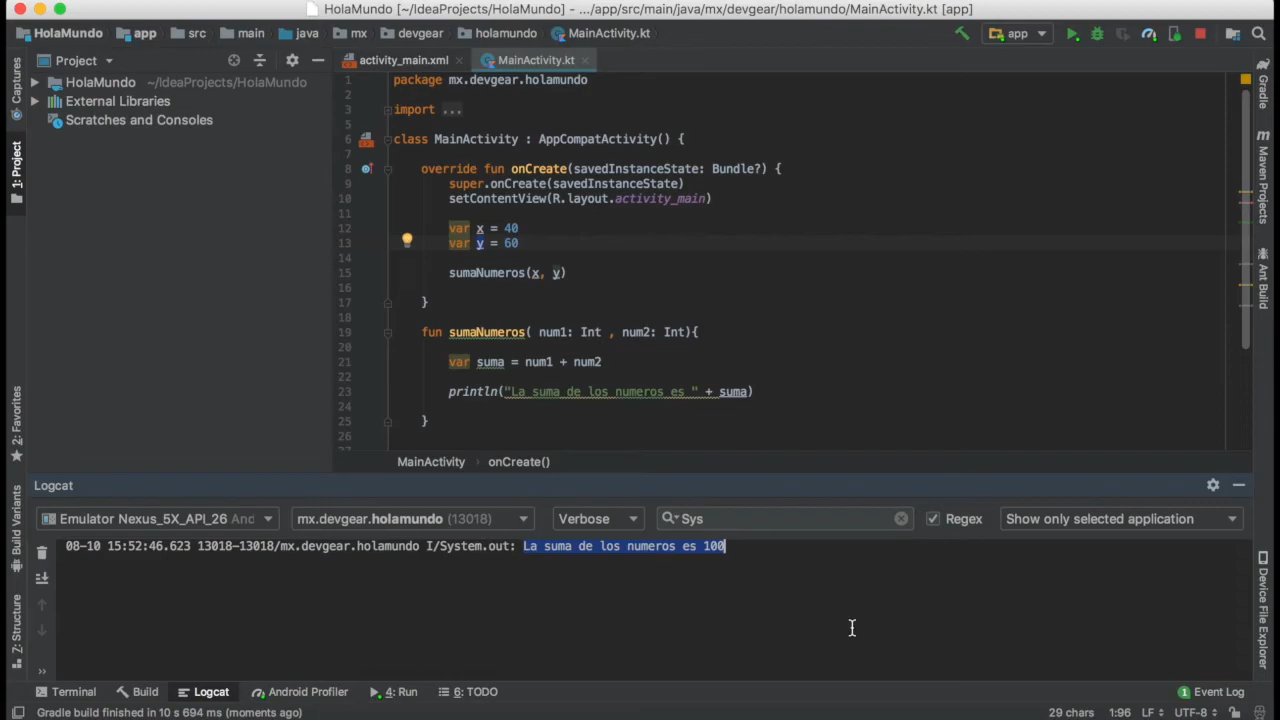 HolaMundo [~/IdeaProjects/HolaMundo] - .../app/src/main/java/mx/devgear/holamundo/MainActivity.kt [app]
HolaMundo app src main java mx devgear holamundo MainActivity.kt app
Project
activity_main.xml
MainActivity.kt
HolaMundo ~/IdeaProjects/HolaMundo
External Libraries
Scratches and Consoles
Captures
1: Project
2: Favorites
Build Variants
Z: Structure
1 package mx.devgear.holamundo
2
3 import ...
5
6 class MainActivity : AppCompatActivity() {
7
8 override fun onCreate(savedInstanceState: Bundle?) {
9 super.onCreate(savedInstanceState)
10 setContentView(R.layout.activity_main)
11
12 var x = 40
13 var y = 60
14
15 sumaNumeros(x, y)
16
17 }
18
19 fun sumaNumeros( num1: Int , num2: Int){
20
21 var suma = num1 + num2
22
23 println("La suma de los numeros es " + suma)
24
25 }
26
27
MainActivity onCreate()
Gradle
Maven Projects
Ant Build
Device File Explorer
Logcat
Emulator Nexus_5X_API_26 And
mx.devgear.holamundo (13018)
Verbose
Sys
Regex
Show only selected application
08-10 15:52:46.623 13018-13018/mx.devgear.holamundo I/System.out: La suma de los numeros es 100
Terminal Build Logcat Android Profiler 4: Run 6: TODO 1 Event Log
Gradle build finished in 10 s 694 ms (moments ago) 29 chars 1:96 LF UTF-8